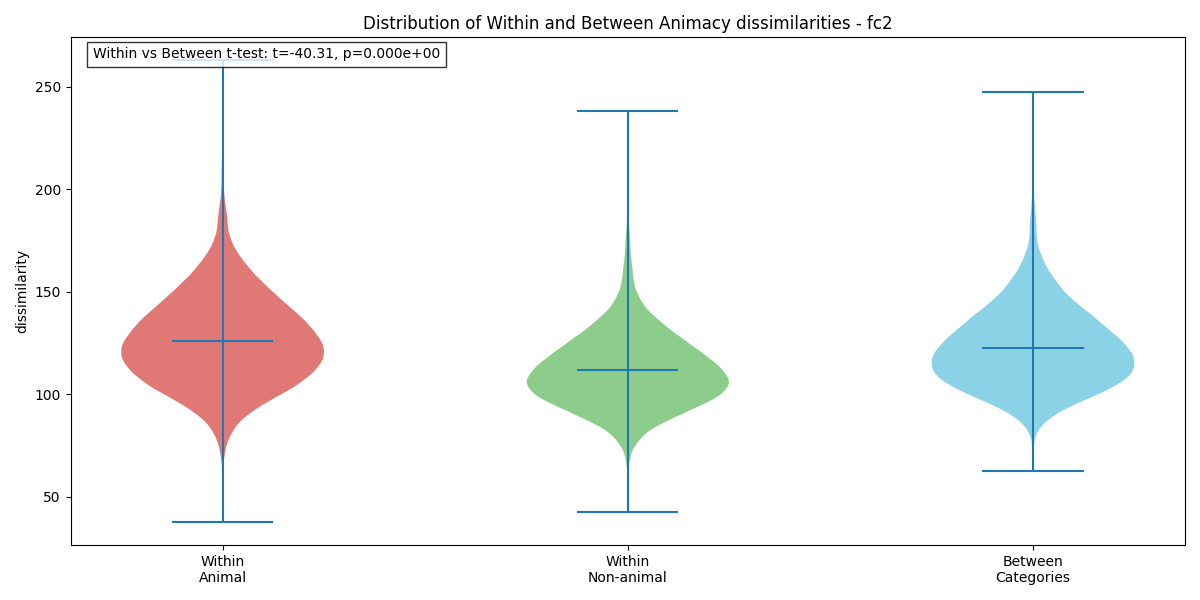 Distribution of Within and Between Animacy dissimilarities - fc2
Within vs Between t-test: t=-40.31, p=0.000e+00
250
200
150
100
50
dissimilarity
Within
Animal
Within
Non-animal
Between
Categories